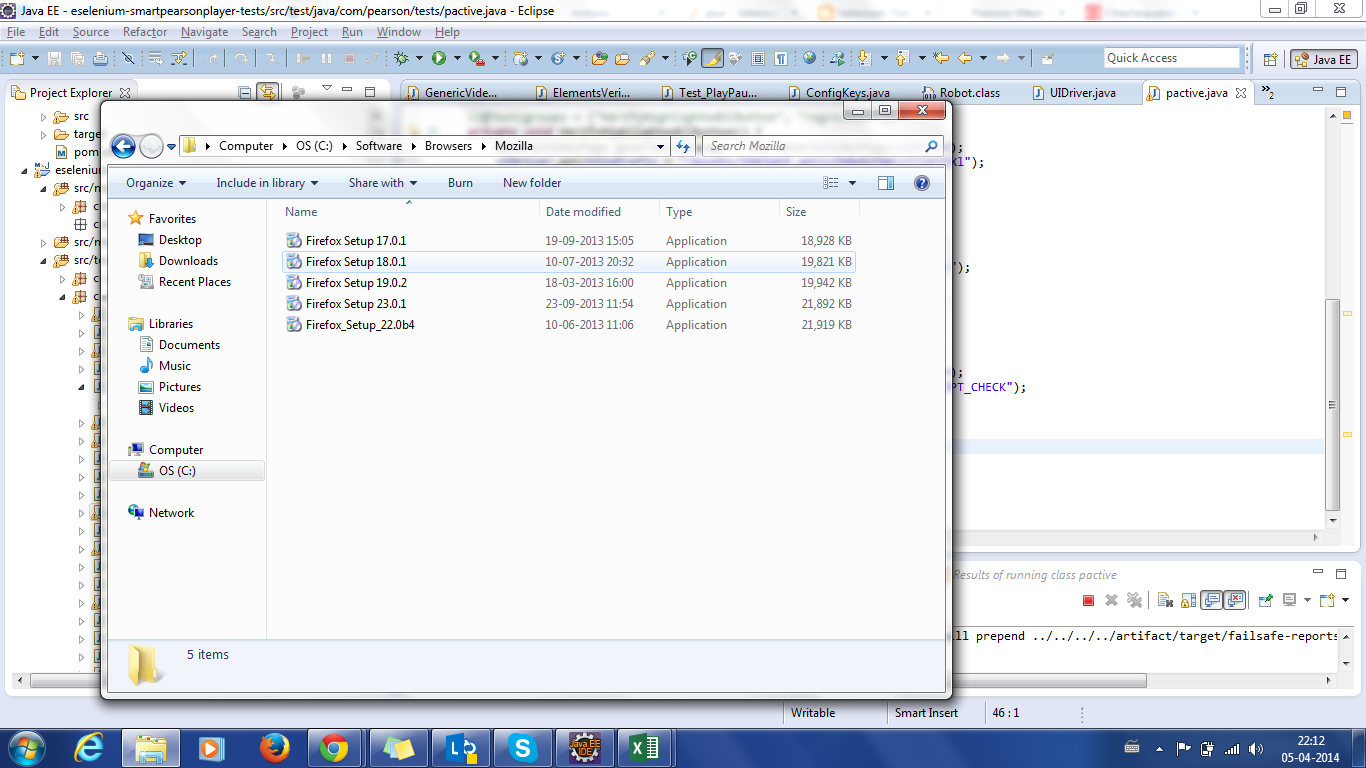 Java EE - eselenium-smartpearsonplayer-tests/src/test/java/com/pearson/tests/pactive.java - Eclipse
File Edit Source Refactor Navigate Search Project Run Window Help
Quick Access
Java EE
Project Explorer
GenericVide...
ElementsVeri...
Test_PlayPau...
ConfigKeys.java
Robot.class
UIDriver.java
pactive.java
2
src
targe
pom
eselenium
src/m
c
c
src/m
src/te
c
c
Computer
OS (C:)
Software
Browsers
Mozilla
Search Mozilla
Organize
Include in library
Share with
Burn
New folder
Favorites
Desktop
Downloads
Recent Places
Libraries
Documents
Music
Pictures
Videos
Computer
OS (C:)
Network
Name Date modified Type Size
Firefox Setup 17.0.1 19-09-2013 15:05 Application 18,928 KB
Firefox Setup 18.0.1 10-07-2013 20:32 Application 19,821 KB
Firefox Setup 19.0.2 18-03-2013 16:00 Application 19,942 KB
Firefox Setup 23.0.1 23-09-2013 11:54 Application 21,892 KB
Firefox_Setup_22.0b4 10-06-2013 11:06 Application 21,919 KB
5 items
);
");
");
);
PT_CHECK");
Results of running class pactive
ll prepend ../../../../artifact/target/failsafe-reports
Writable
Smart Insert
46 : 1
22:12
05-04-2014